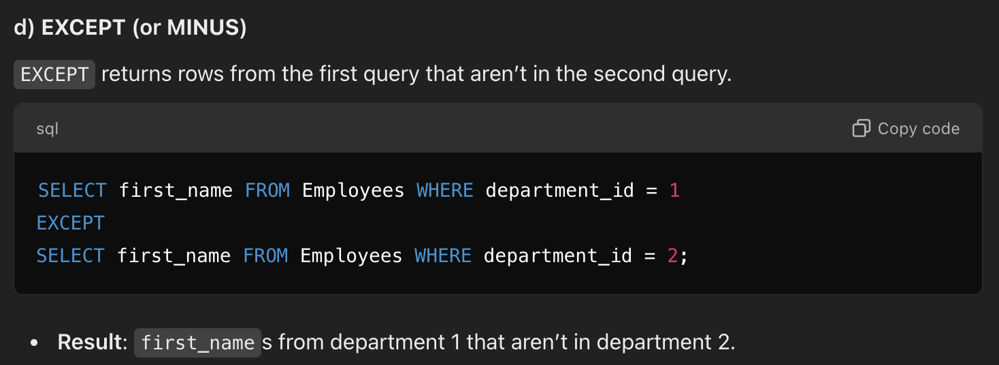 d) EXCEPT (or MINUS)
EXCEPT returns rows from the first query that aren’t in the second query.
sql Copy code
SELECT first_name FROM Employees WHERE department_id = 1
EXCEPT
SELECT first_name FROM Employees WHERE department_id = 2;
• Result: first_names from department 1 that aren’t in department 2.